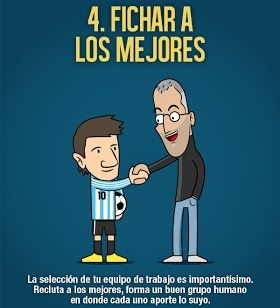 4. FICHAR A
LOS MEJORES
10
La selección de tu equipo de trabajo es importantísimo.
Recluta a los mejores, forma un buen grupo humano
en donde cada uno aporte lo suyo.